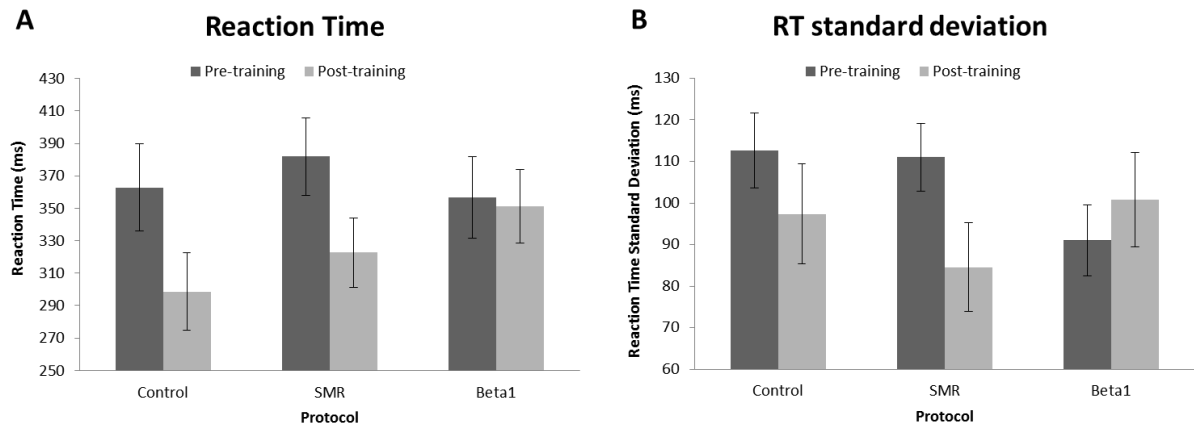 A
Reaction Time
Pre-training Post-training
Reaction Time (ms)
430
410
390
370
350
330
310
290
270
250
Control SMR Beta1
Protocol
B
RT standard deviation
Pre-training Post-training
Reaction Time Standard Deviation (ms)
130
120
110
100
90
80
70
60
Control SMR Beta1
Protocol